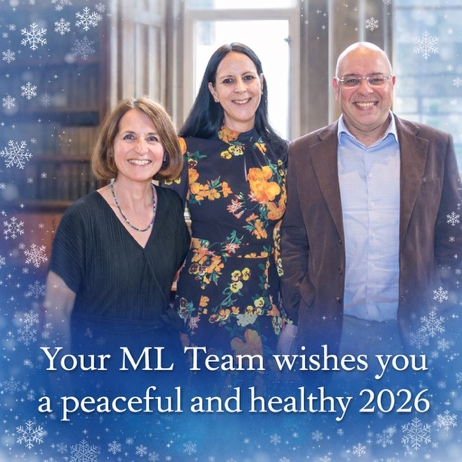 Your ML Team wishes you
a peaceful and healthy 2026